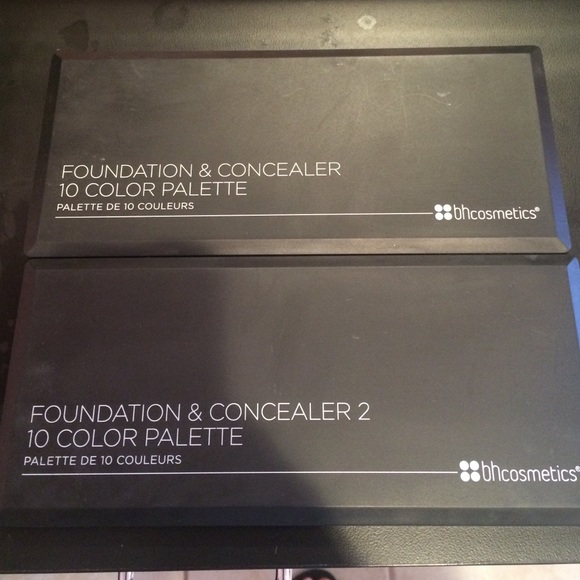 FOUNDATION & CONCEALER
10 COLOR PALETTE
PALETTE DE 10 COULEURS
bhcosmetics®
FOUNDATION & CONCEALER 2
10 COLOR PALETTE
PALETTE DE 10 COULEURS
bhcosmetics®